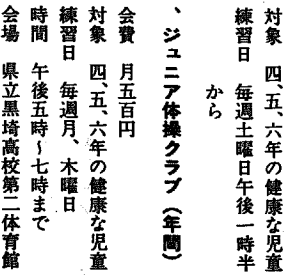 対象　四、五、六年の健康な児童
練習日　毎週土曜日午後一時半
から
、ジュニア体操クラブ（年間）
会費　月五百円
対象　四、五、六年の健康な児童
練習日　毎週月、木曜日
時間　午後五時～七時まで
会場　県立黒埼高校第二体育館